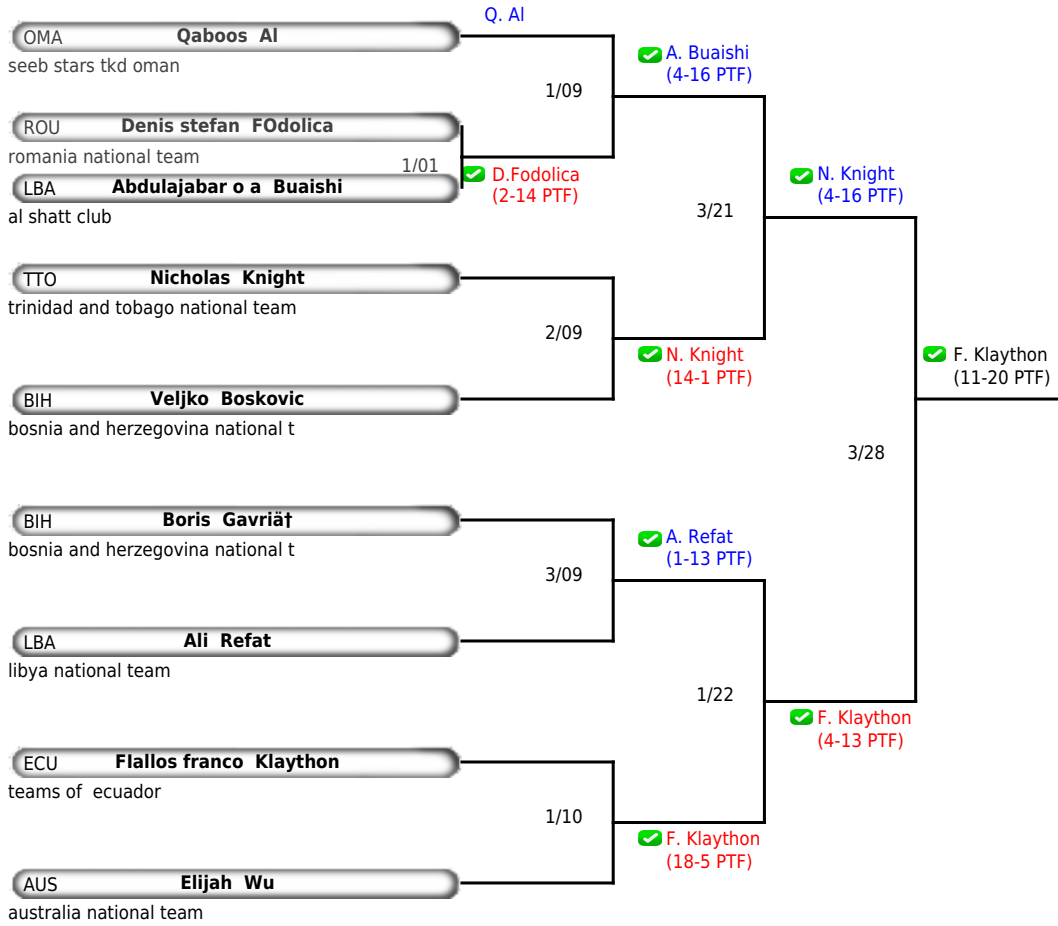 Q. Al
OMA Qaboos Al
seeb stars tkd oman
A. Buaishi
(4-16 PTF)
1/09
ROU Denis stefan FOdolica
romania national team
1/01
D.Fodolica
(2-14 PTF)
LBA Abdulajabar o a Buaishi
al shatt club
N. Knight
(4-16 PTF)
3/21
TTO Nicholas Knight
trinidad and tobago national team
2/09
N. Knight
(14-1 PTF)
F. Klaython
(11-20 PTF)
BIH Veljko Boskovic
bosnia and herzegovina national t
3/28
BIH Boris Gavriä†
bosnia and herzegovina national t
A. Refat
(1-13 PTF)
3/09
LBA Ali Refat
libya national team
1/22
F. Klaython
(4-13 PTF)
ECU FIallos franco Klaython
teams of ecuador
1/10
F. Klaython
(18-5 PTF)
AUS Elijah Wu
australia national team